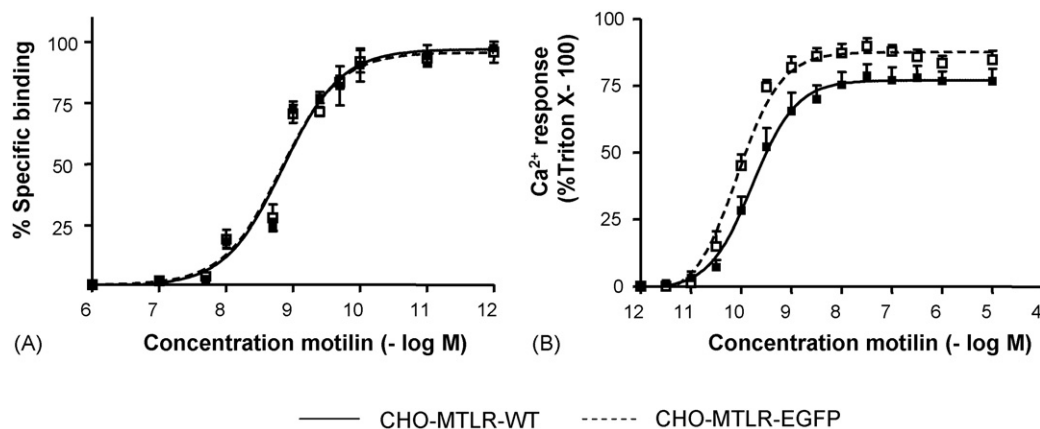 100
75
50
25
% Specific binding
6 7 8 9 10 11 12
(A) Concentration motilin (- log M)
100
75
50
25
0
Ca²⁺ response
(%Triton X- 100)
12 11 10 9 8 7 6 5 4
(B) Concentration motilin (- log M)
CHO-MTLR-WT CHO-MTLR-EGFP